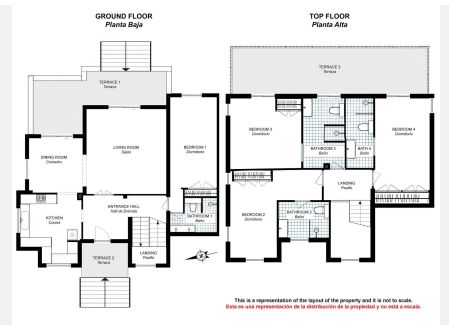 GROUND FLOOR
Planta Baja
TOP FLOOR
Planta Alta
TERRACE 1
Terraza
TERRACE 3
Terraza
LIVING ROOM
Salón
BEDROOM 1
Dormitorio
DINING ROOM
Comedor
ENTRANCE HALL
Hall de Entrada
KITCHEN
Cocina
BATHROOM 1
Baño
LANDING
Pasillo
TERRACE 2
Terraza
BEDROOM 3
Dormitorio
BATHROOM 3
Baño
BATH 4
Baño
BEDROOM 4
Dormitorio
LANDING
Pasillo
BEDROOM 2
Dormitorio
BATHROOM 2
Baño
This is a representation of the layout of the property and it is not to scale.
Esta es una representación de la distribución de la propiedad y no está a escala.